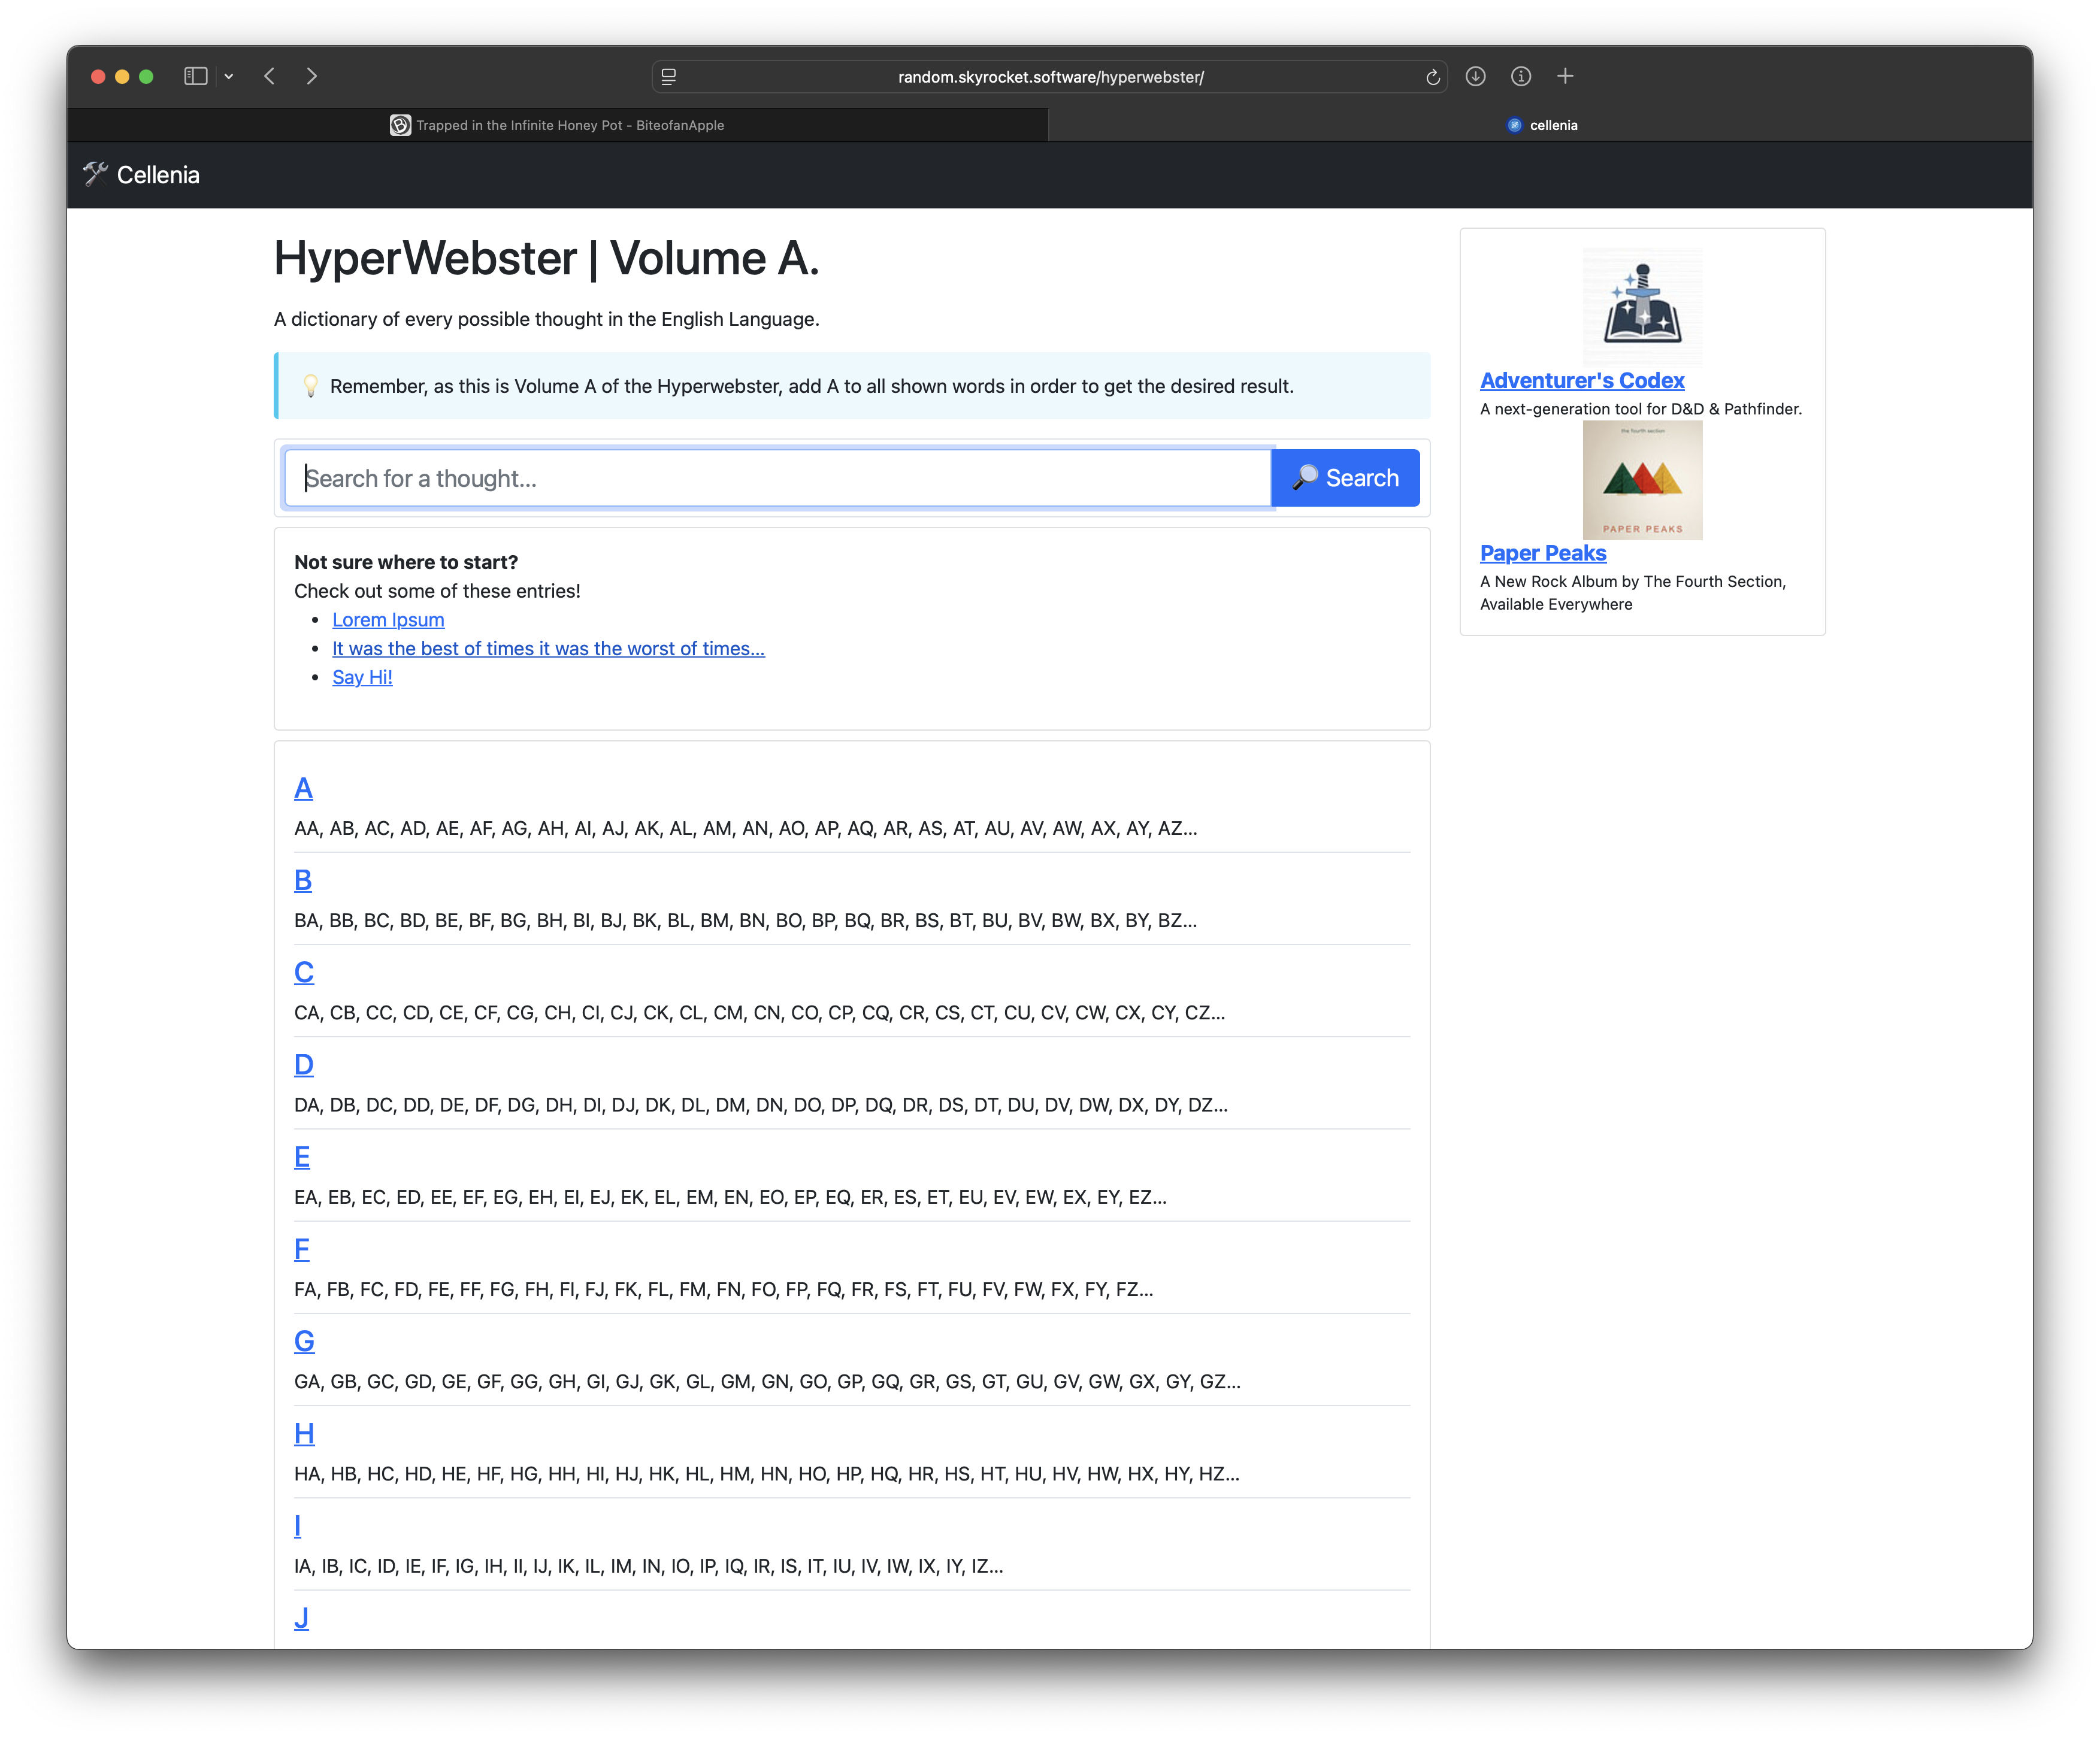 random.skyrocket.software/hyperwebster/
Trapped in the Infinite Honey Pot - BiteofanApple
cellenia
🛠️ Cellenia
HyperWebster | Volume A.
A dictionary of every possible thought in the English Language.
💡 Remember, as this is Volume A of the Hyperwebster, add A to all shown words in order to get the desired result.
Search for a thought...
🔎 Search
Not sure where to start?
Check out some of these entries!
• Lorem Ipsum
• It was the best of times it was the worst of times...
• Say Hi!
A
AA, AB, AC, AD, AE, AF, AG, AH, AI, AJ, AK, AL, AM, AN, AO, AP, AQ, AR, AS, AT, AU, AV, AW, AX, AY, AZ...
B
BA, BB, BC, BD, BE, BF, BG, BH, BI, BJ, BK, BL, BM, BN, BO, BP, BQ, BR, BS, BT, BU, BV, BW, BX, BY, BZ...
C
CA, CB, CC, CD, CE, CF, CG, CH, CI, CJ, CK, CL, CM, CN, CO, CP, CQ, CR, CS, CT, CU, CV, CW, CX, CY, CZ...
D
DA, DB, DC, DD, DE, DF, DG, DH, DI, DJ, DK, DL, DM, DN, DO, DP, DQ, DR, DS, DT, DU, DV, DW, DX, DY, DZ...
E
EA, EB, EC, ED, EE, EF, EG, EH, EI, EJ, EK, EL, EM, EN, EO, EP, EQ, ER, ES, ET, EU, EV, EW, EX, EY, EZ...
F
FA, FB, FC, FD, FE, FF, FG, FH, FI, FJ, FK, FL, FM, FN, FO, FP, FQ, FR, FS, FT, FU, FV, FW, FX, FY, FZ...
G
GA, GB, GC, GD, GE, GF, GG, GH, GI, GJ, GK, GL, GM, GN, GO, GP, GQ, GR, GS, GT, GU, GV, GW, GX, GY, GZ...
H
HA, HB, HC, HD, HE, HF, HG, HH, HI, HJ, HK, HL, HM, HN, HO, HP, HQ, HR, HS, HT, HU, HV, HW, HX, HY, HZ...
I
IA, IB, IC, ID, IE, IF, IG, IH, II, IJ, IK, IL, IM, IN, IO, IP, IQ, IR, IS, IT, IU, IV, IW, IX, IY, IZ...
J
Adventurer's Codex
A next-generation tool for D&D & Pathfinder.
the fourth section
PAPER PEAKS
Paper Peaks
A New Rock Album by The Fourth Section,
Available Everywhere